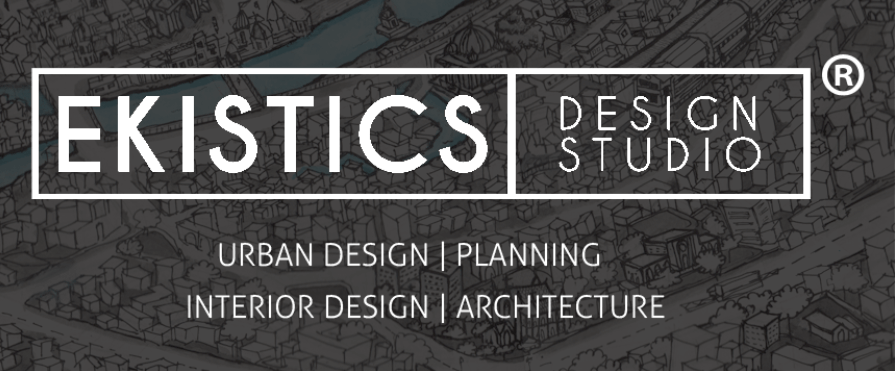 EKISTICS DESIGN STUDIO ®
URBAN DESIGN | PLANNING
INTERIOR DESIGN | ARCHITECTURE